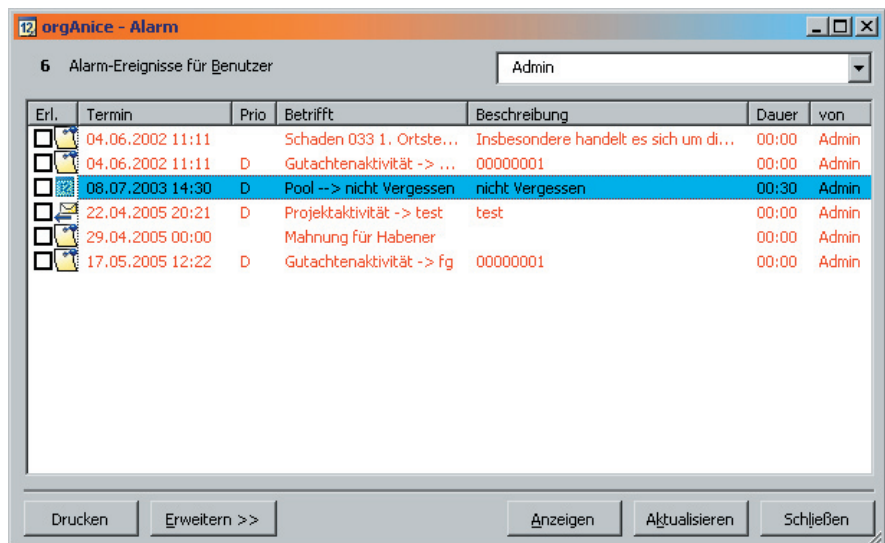 12 orgAnice - Alarm
6 Alarm-Ereignisse für Benutzer Admin
Erl. Termin Prio Betrifft Beschreibung Dauer von
04.06.2002 11:11 Schaden 033 1. Ortste... Insbesondere handelt es sich um di... 00:00 Admin
04.06.2002 11:11 D Gutachtenaktivität -> ... 00000001 00:00 Admin
12 08.07.2003 14:30 D Pool --> nicht Vergessen nicht Vergessen 00:30 Admin
22.04.2005 20:21 D Projektaktivität -> test test 00:00 Admin
29.04.2005 00:00 Mahnung für Habener 00:00 Admin
17.05.2005 12:22 D Gutachtenaktivität -> fg 00000001 00:00 Admin
Drucken Erweitern >> Anzeigen Aktualisieren Schließen